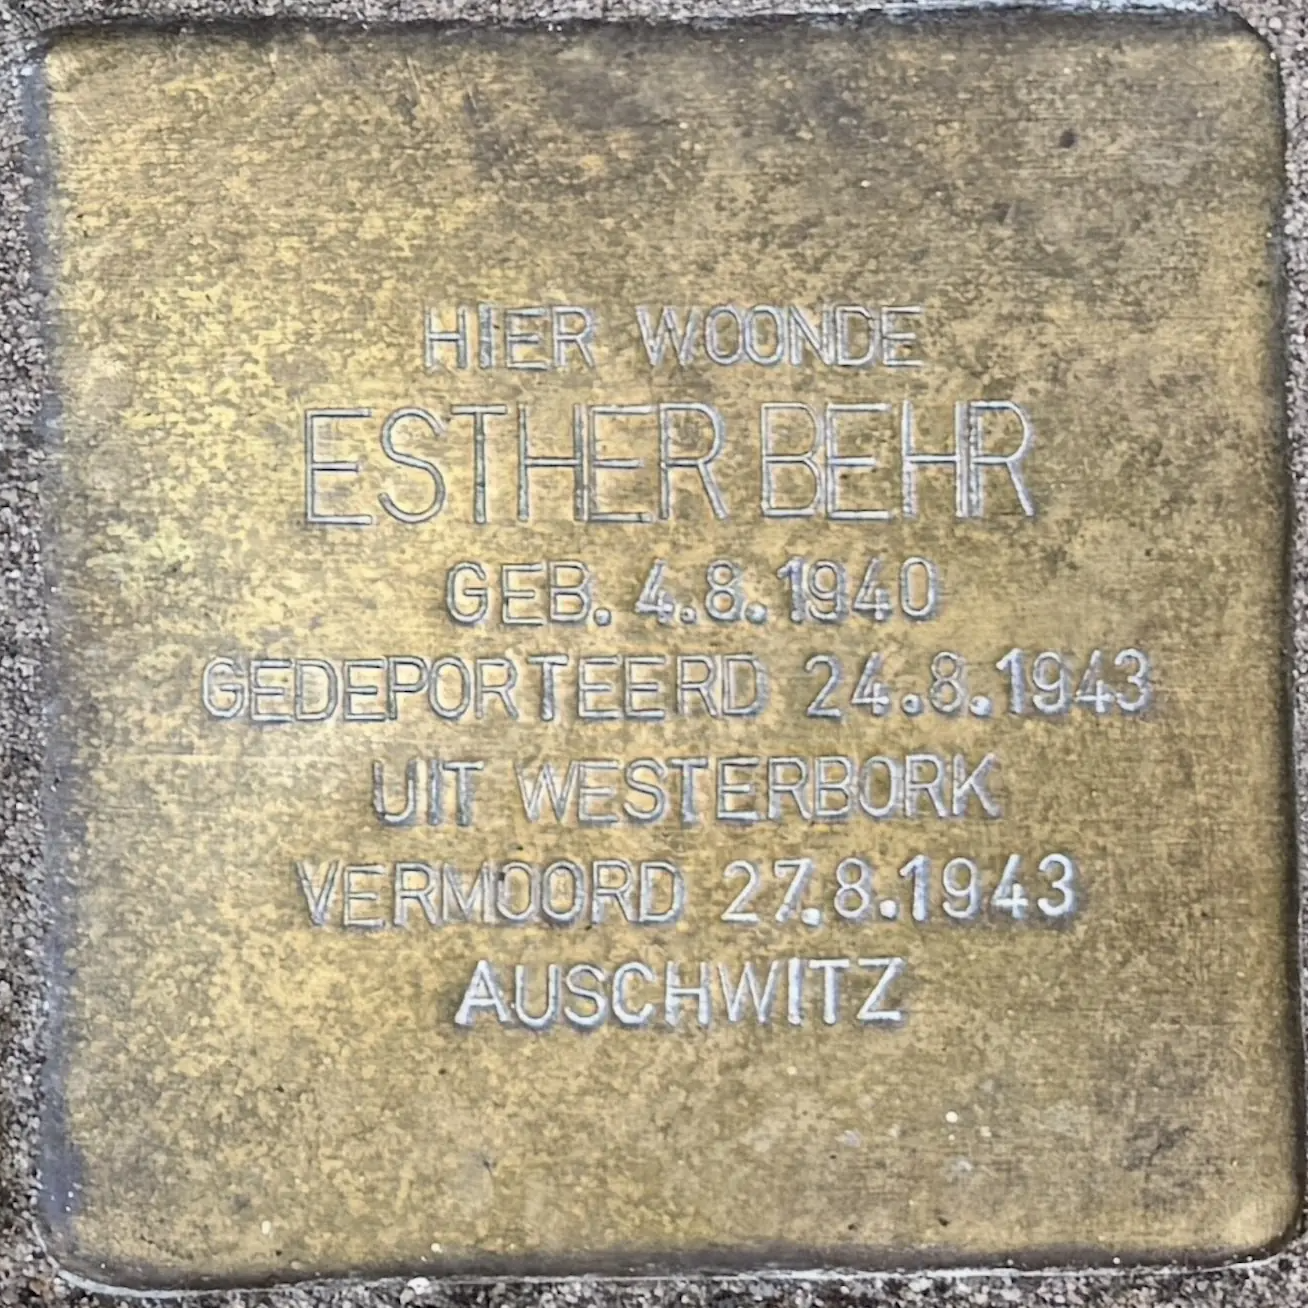 HIER WOONDE
ESTHER BEHR
GEB. 4.8.1940
GEDEPORTEERD 24.8.1943
UIT WESTERBORK
VERMOORD 27.8.1943
AUSCHWITZ